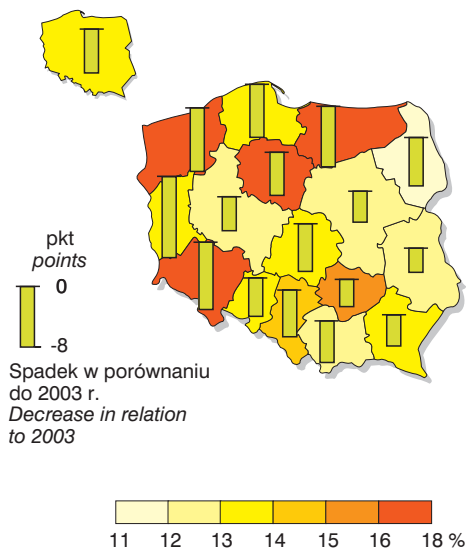 pkt
points
0
-8
Spadek w porównaniu
do 2003 r.
Decrease in relation
to 2003
11 12 13 14 15 16 18 %